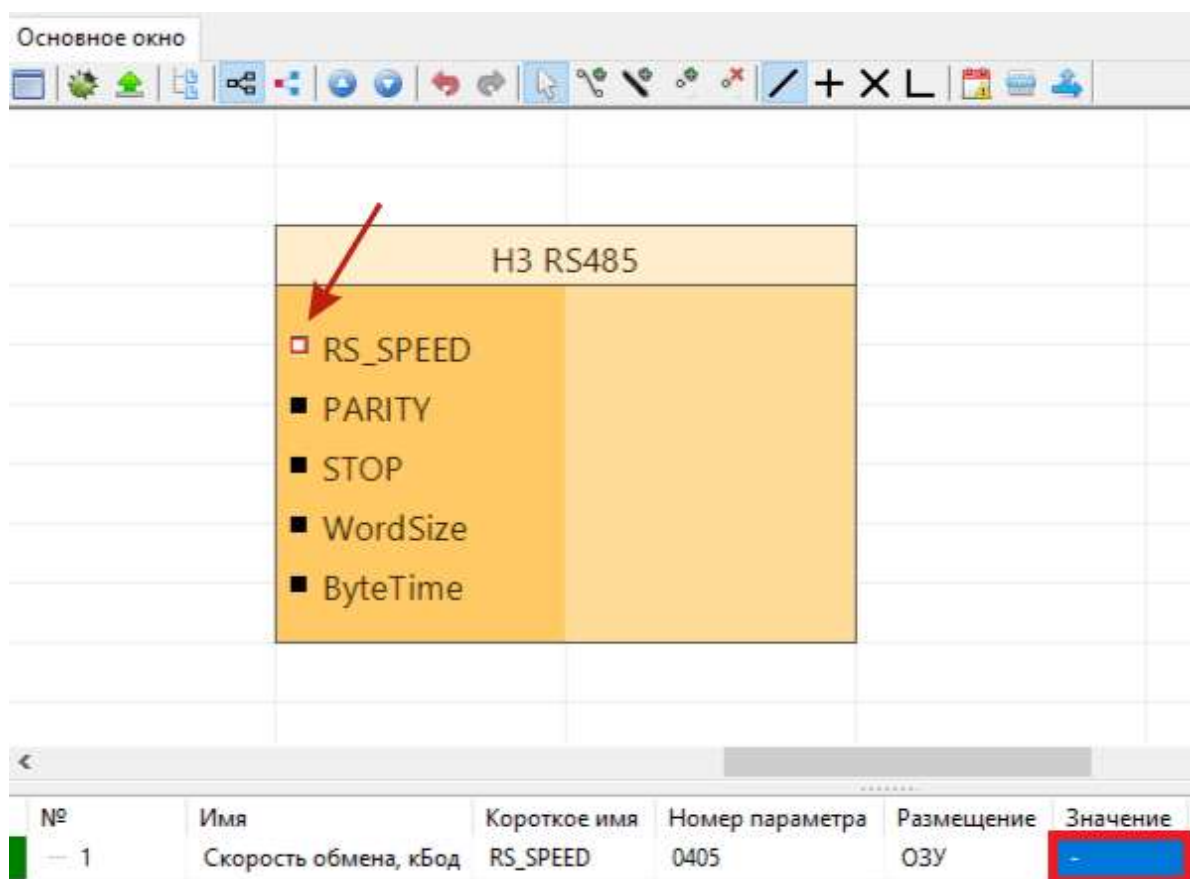 Основное окно
H3 RS485
RS_SPEED
PARITY
STOP
WordSize
ByteTime
№ Имя Короткое имя Номер параметра Размещение Значение
1 Скорость обмена, кБод RS_SPEED 0405 ОЗУ -